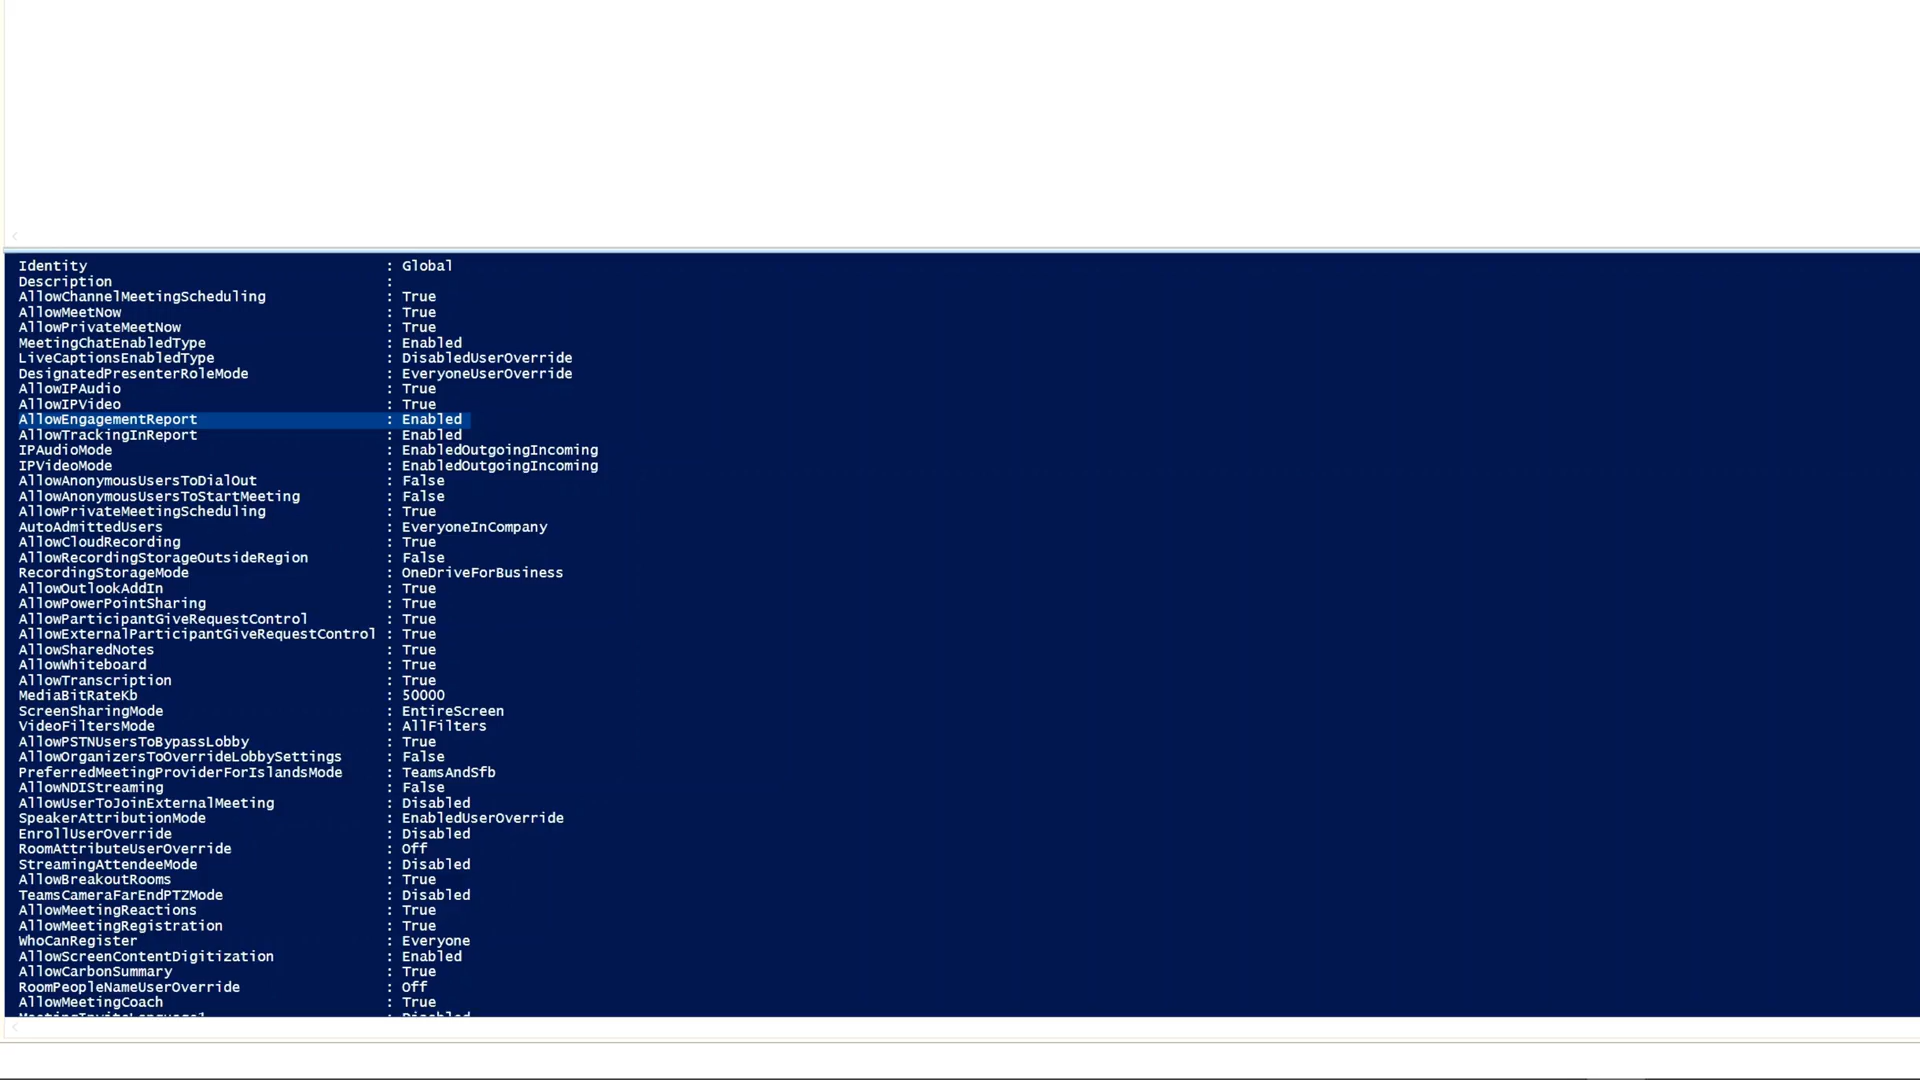 Identity : Global
Description :
AllowChannelMeetingScheduling : True
AllowMeetNow : True
AllowPrivateMeetNow : True
MeetingChatEnabledType : Enabled
LiveCaptionsEnabledType : DisabledUserOverride
DesignatedPresenterRoleMode : EveryoneUserOverride
AllowIPAudio : True
AllowIPVideo : True
AllowEngagementReport : Enabled
AllowTrackingInReport : Enabled
IPAudioMode : EnabledOutgoingIncoming
IPVideoMode : EnabledOutgoingIncoming
AllowAnonymousUsersToDialOut : False
AllowAnonymousUsersToStartMeeting : False
AllowPrivateMeetingScheduling : True
AutoAdmittedUsers : EveryoneInCompany
AllowCloudRecording : True
AllowRecordingStorageOutsideRegion : False
RecordingStorageMode : OneDriveForBusiness
AllowOutlookAddIn : True
AllowPowerPointSharing : True
AllowParticipantGiveRequestControl : True
AllowExternalParticipantGiveRequestControl : True
AllowSharedNotes : True
AllowWhiteboard : True
AllowTranscription : True
MediaBitRateKb : 50000
ScreenSharingMode : EntireScreen
VideoFiltersMode : AllFilters
AllowPSTNUsersToBypassLobby : True
AllowOrganizersToOverrideLobbySettings : False
PreferredMeetingProviderForIslandsMode : TeamsAndSfb
AllowNDIStreaming : False
AllowUserToJoinExternalMeeting : Disabled
SpeakerAttributionMode : EnabledUserOverride
EnrollUserOverride : Disabled
RoomAttributeUserOverride : Off
StreamingAttendeeMode : Disabled
AllowBreakoutRooms : True
TeamsCameraFarEndPTZMode : Disabled
AllowMeetingReactions : True
AllowMeetingRegistration : True
WhoCanRegister : Everyone
AllowScreenContentDigitization : Enabled
AllowCarbonSummary : True
RoomPeopleNameUserOverride : Off
AllowMeetingCoach : True